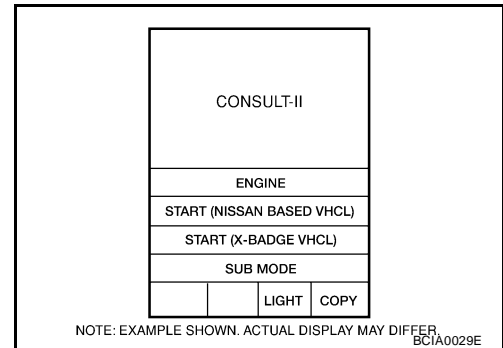 CONSULT-II
ENGINE
START (NISSAN BASED VHCL)
START (X-BADGE VHCL)
SUB MODE
LIGHT COPY
NOTE: EXAMPLE SHOWN. ACTUAL DISPLAY MAY DIFFER.
BCIA0029E